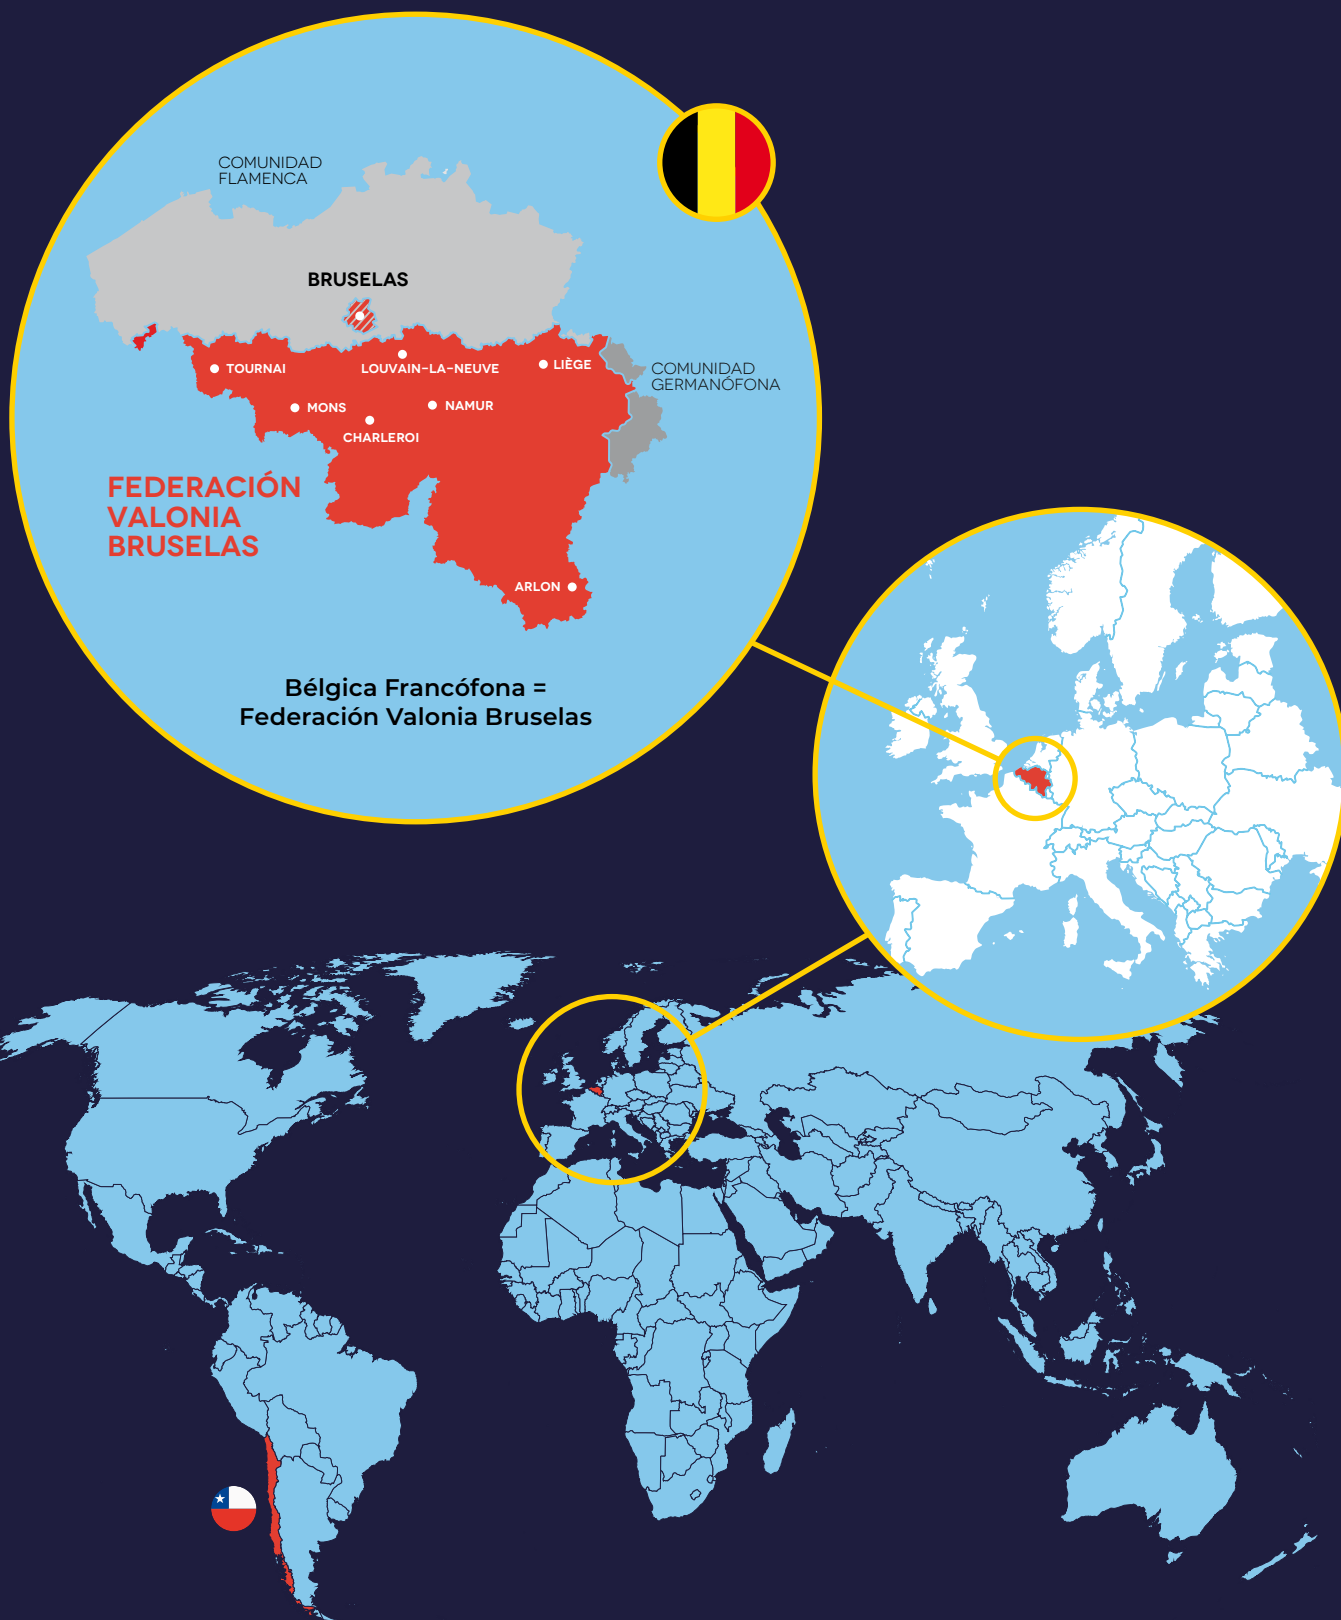 COMUNIDAD
FLAMENCA
BRUSELAS
TOURNAI
LOUVAIN-LA-NEUVE
LIÈGE
COMUNIDAD
GERMANÓFONA
MONS
NAMUR
CHARLEROI
FEDERACIÓN
VALONIA
BRUSELAS
ARLON
Bélgica Francófona =
Federación Valonia Bruselas